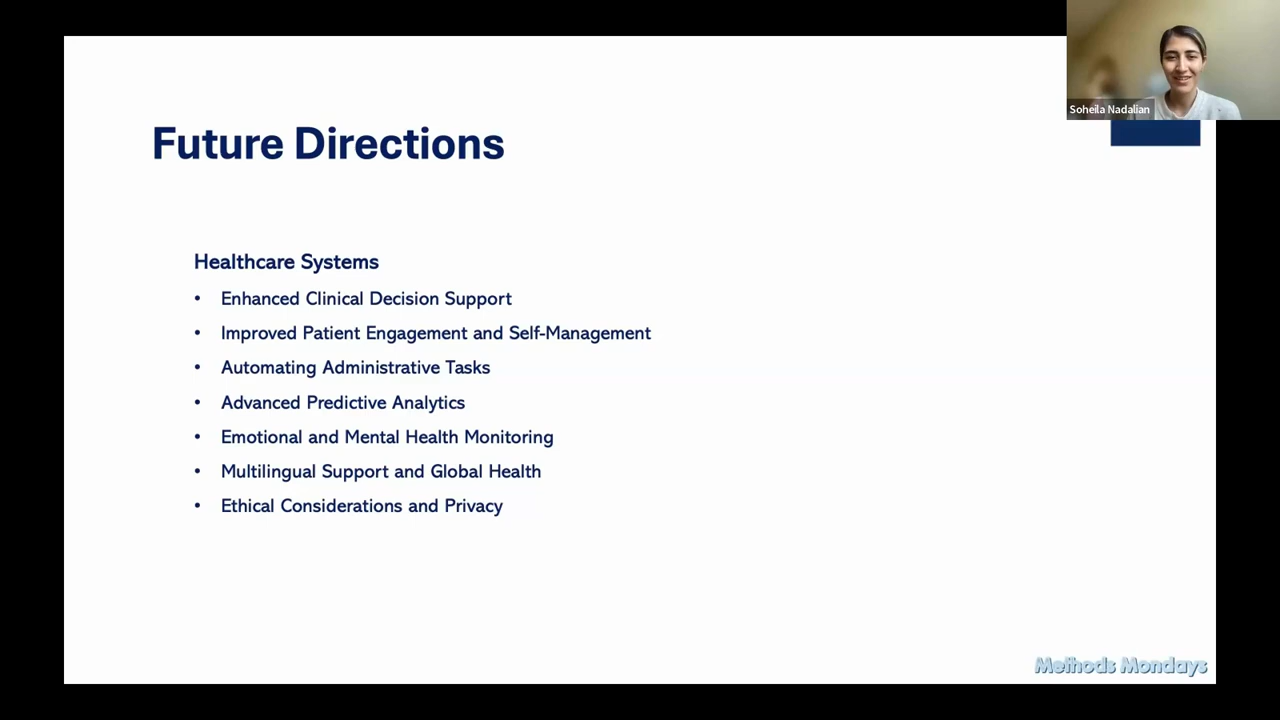 Soheila Nadalian
Future Directions
Healthcare Systems
• Enhanced Clinical Decision Support
• Improved Patient Engagement and Self-Management
• Automating Administrative Tasks
• Advanced Predictive Analytics
• Emotional and Mental Health Monitoring
• Multilingual Support and Global Health
• Ethical Considerations and Privacy
Methods Mondays